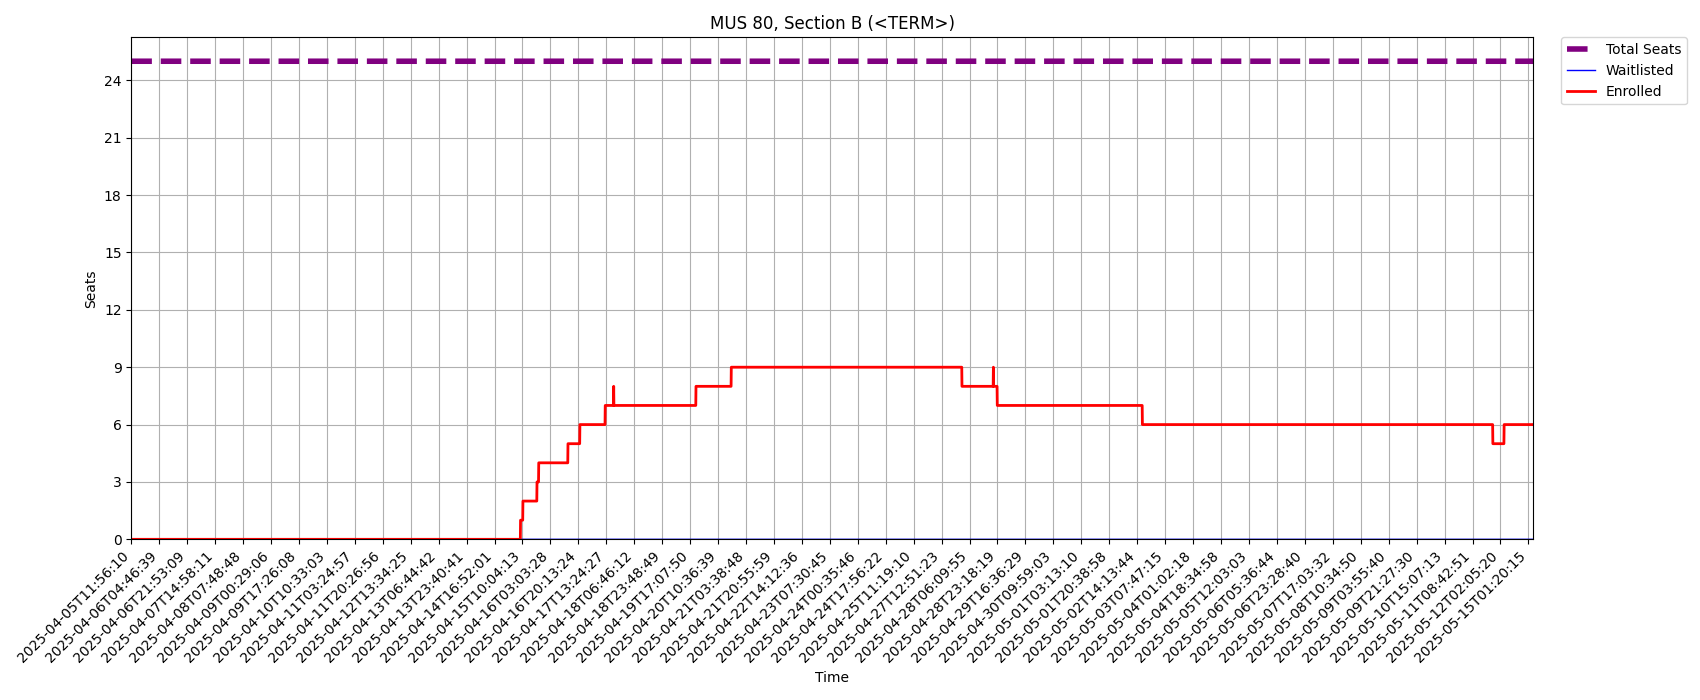 MUS 80, Section B (<TERM>)
Total Seats
Waitlisted
Enrolled
Seats
24
21
18
15
12
9
6
3
0
2025-04-05T11:56:10
2025-04-06T04:46:39
2025-04-06T21:53:09
2025-04-07T14:58:11
2025-04-08T07:48:48
2025-04-09T00:29:06
2025-04-09T17:26:08
2025-04-10T10:33:03
2025-04-11T03:24:57
2025-04-11T20:26:56
2025-04-12T13:34:25
2025-04-13T06:44:42
2025-04-13T23:40:41
2025-04-14T16:52:01
2025-04-15T10:04:13
2025-04-16T03:03:28
2025-04-16T20:13:24
2025-04-17T13:24:27
2025-04-18T06:46:12
2025-04-18T23:48:49
2025-04-19T17:07:50
2025-04-20T10:36:39
2025-04-21T03:38:48
2025-04-21T20:55:59
2025-04-22T14:12:36
2025-04-23T07:30:45
2025-04-24T00:35:46
2025-04-24T17:56:22
2025-04-25T11:19:10
2025-04-27T12:51:23
2025-04-28T06:09:55
2025-04-28T23:18:19
2025-04-29T16:36:29
2025-04-30T09:59:03
2025-05-01T03:13:10
2025-05-01T20:38:58
2025-05-02T14:13:44
2025-05-03T07:47:15
2025-05-04T01:02:18
2025-05-04T18:34:58
2025-05-05T12:03:03
2025-05-06T05:36:44
2025-05-06T23:28:40
2025-05-07T17:03:32
2025-05-08T10:34:50
2025-05-09T03:55:40
2025-05-09T21:27:30
2025-05-10T15:07:13
2025-05-11T08:42:51
2025-05-12T02:05:20
2025-05-15T01:20:15
Time